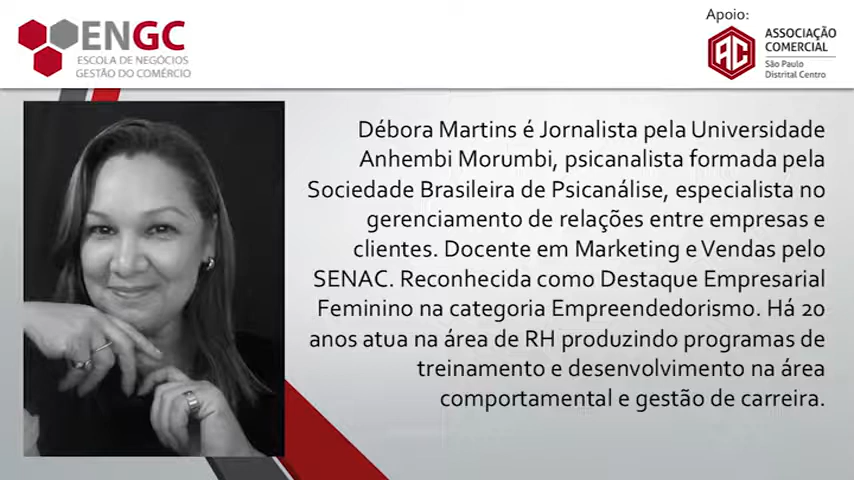 ENGC
ESCOLA DE NEGÓCIOS
GESTÃO DO COMÉRCIO
Apoio:
AC
ASSOCIAÇÃO
COMERCIAL
São Paulo
Distrital Centro
Débora Martins é Jornalista pela Universidade
Anhembi Morumbi, psicanalista formada pela
Sociedade Brasileira de Psicanálise, especialista no
gerenciamento de relações entre empresas e
clientes. Docente em Marketing e Vendas pelo
SENAC. Reconhecida como Destaque Empresarial
Feminino na categoria Empreendedorismo. Há 20
anos atua na área de RH produzindo programas de
treinamento e desenvolvimento na área
comportamental e gestão de carreira.